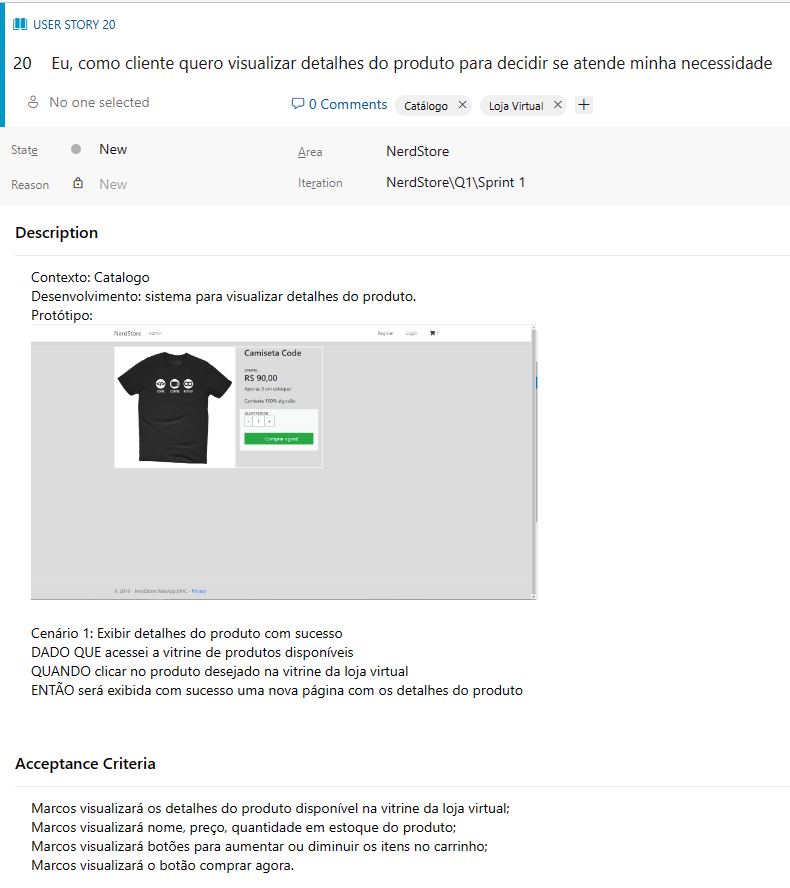 USER STORY 20
20 Eu, como cliente quero visualizar detalhes do produto para decidir se atende minha necessidade
No one selected
0 Comments Catálogo Loja Virtual
State New
Area NerdStore
Reason New
Iteration NerdStore\Q1\Sprint 1
Description
Contexto: Catalogo
Desenvolvimento: sistema para visualizar detalhes do produto.
Protótipo:
NerdStore Admin Register Login
Camiseta Code
R$ 90,00
Apenas 3 em estoque!
Camiseta 100% algodão
QUANTIDADE
- 1 +
Comprar agora!
NerdStore.WebApp.MVC - Privacy
Cenário 1: Exibir detalhes do produto com sucesso
DADO QUE acessei a vitrine de produtos disponíveis
QUANDO clicar no produto desejado na vitrine da loja virtual
ENTÃO será exibida com sucesso uma nova página com os detalhes do produto
Acceptance Criteria
Marcos visualizará os detalhes do produto disponível na vitrine da loja virtual;
Marcos visualizará nome, preço, quantidade em estoque do produto;
Marcos visualizará botões para aumentar ou diminuir os itens no carrinho;
Marcos visualizará o botão comprar agora.